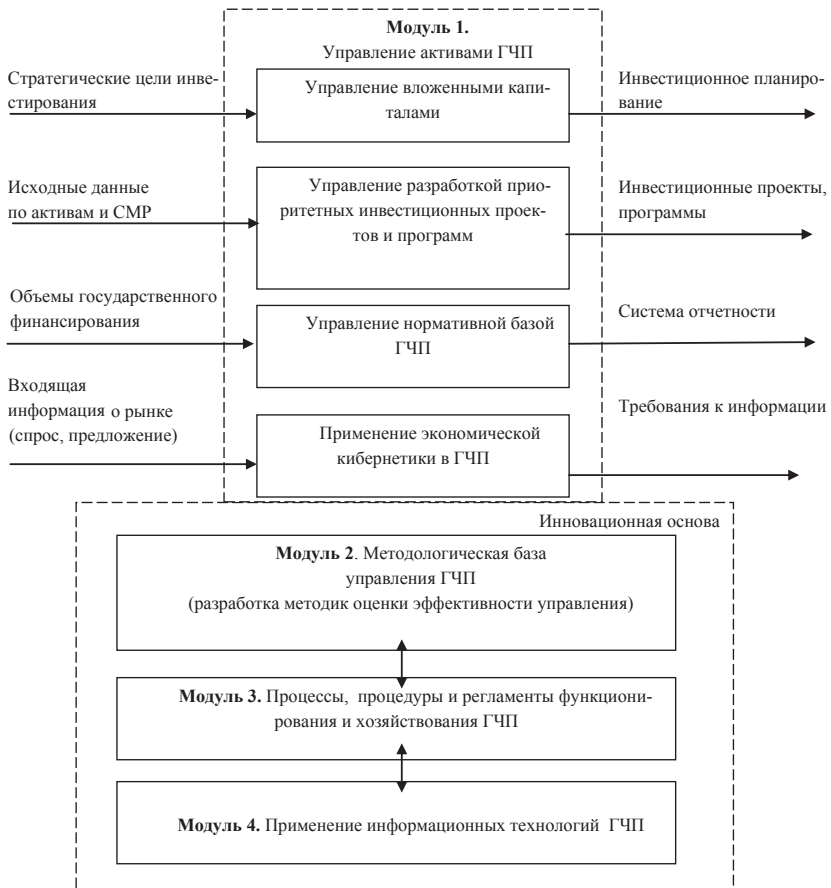 Модуль 1.
Управление активами ГЧП
Стратегические цели инве-
стирования
Управление вложенными капи-
талами
Инвестиционное планиро-
вание
Исходные данные
по активам и СМР
Управление разработкой прио-
ритетных инвестиционных проек-
тов и программ
Инвестиционные проекты,
программы
Объемы государственного
финансирования
Управление нормативной базой
ГЧП
Система отчетности
Входящая
информация о рынке
(спрос, предложение)
Применение экономической
кибернетики в ГЧП
Требования к информации
Инновационная основа
Модуль 2. Методологическая база
управления ГЧП
(разработка методик оценки эффективности управления)
Модуль 3. Процессы, процедуры и регламенты функциони-
рования и хозяйствования ГЧП
Модуль 4. Применение информационных технологий ГЧП